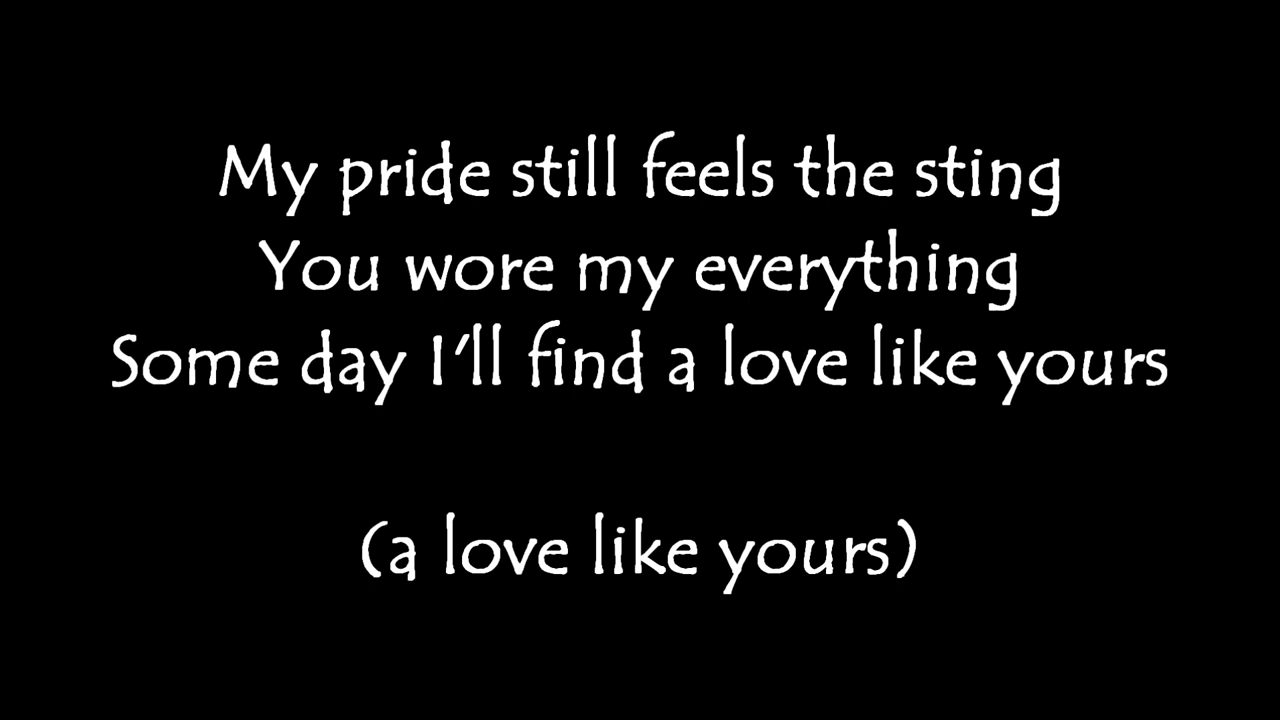 My pride still feels the sting
You wore my everything
Some day I'll find a love like yours
(a love like yours)